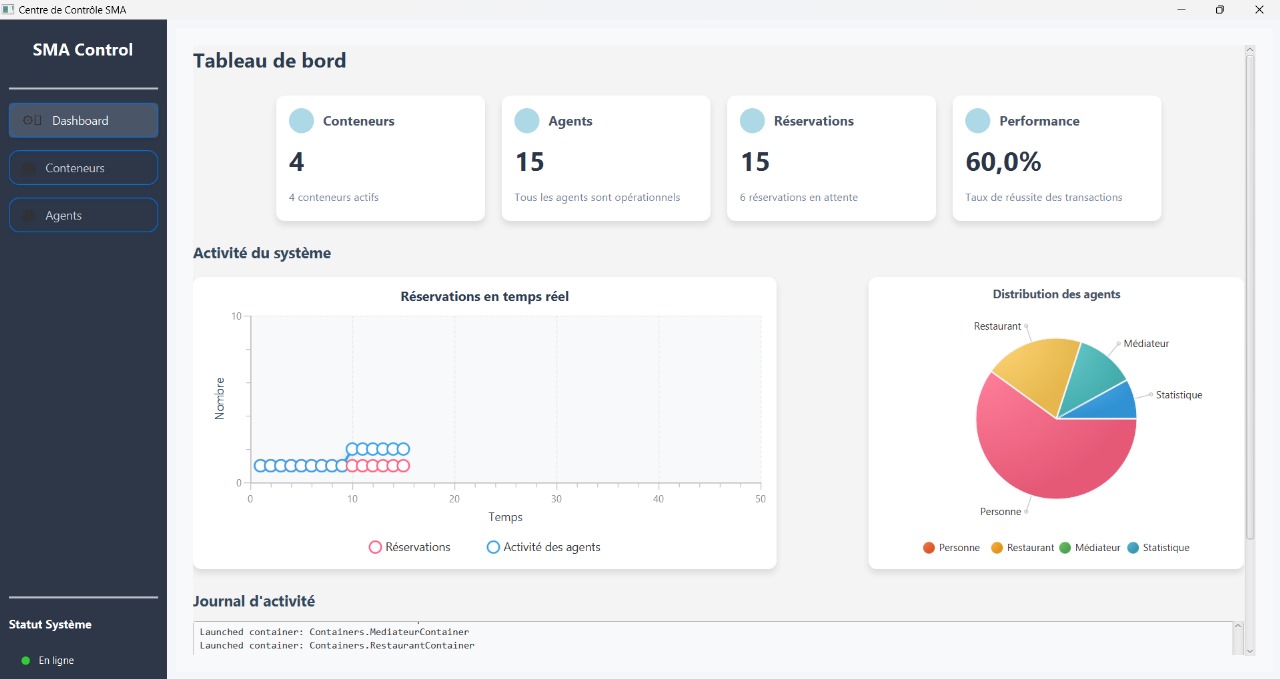 Centre de Contrôle SMA
SMA Control
Dashboard
Conteneurs
Agents
Statut Système
En ligne
Tableau de bord
Conteneurs
4
4 conteneurs actifs
Agents
15
Tous les agents sont opérationnels
Réservations
15
6 réservations en attente
Performance
60,0%
Taux de réussite des transactions
Activité du système
Réservations en temps réel
10
0
Nombre
0 10 20 30 40 50
Temps
Réservations Activité des agents
Distribution des agents
Restaurant
Médiateur
Statistique
Personne
Personne Restaurant Médiateur Statistique
Journal d'activité
Launched container: Containers.MediateurContainer
Launched container: Containers.RestaurantContainer